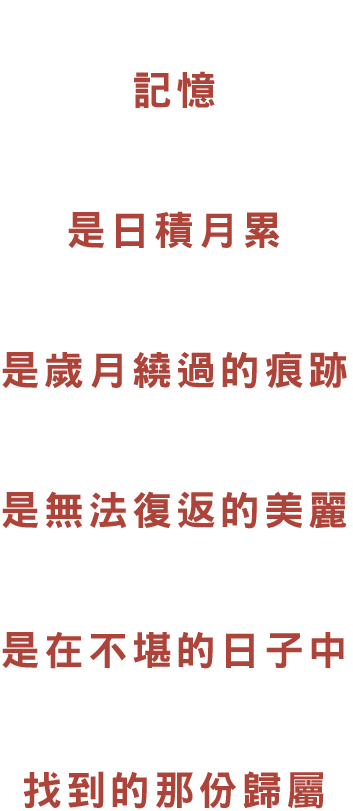 記憶
是日積月累
是歲月繞過的痕跡
是無法復返的美麗
是在不堪的日子中
找到的那份歸屬